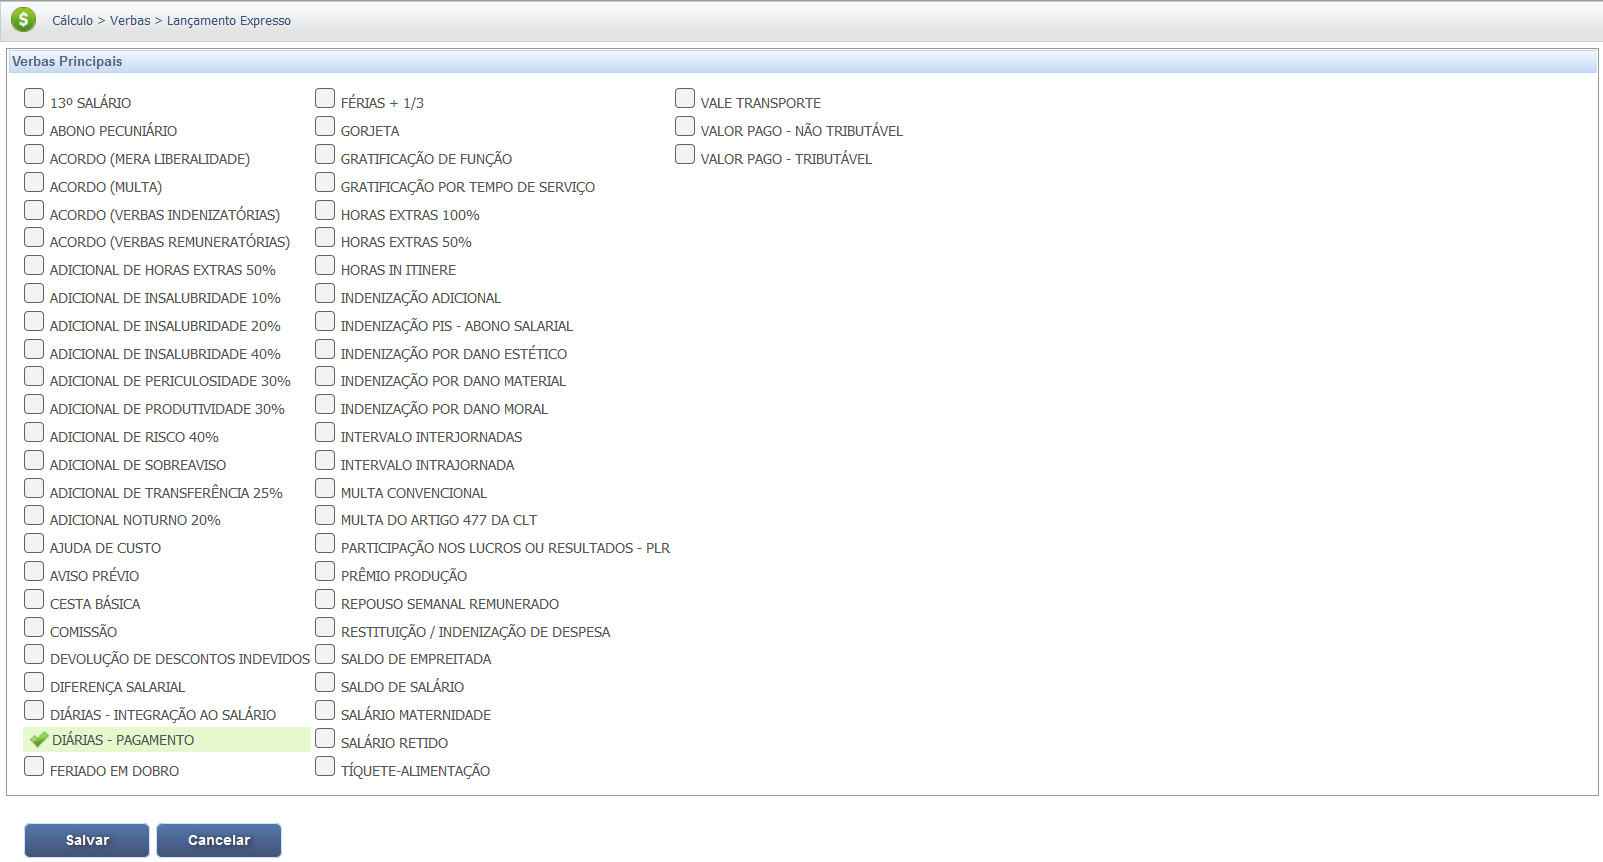 Cálculo > Verbas > Lançamento Expresso
Verbas Principais
13º SALÁRIO
ABONO PECUNIÁRIO
ACORDO (MERA LIBERALIDADE)
ACORDO (MULTA)
ACORDO (VERBAS INDENIZATÓRIAS)
ACORDO (VERBAS REMUNERATÓRIAS)
ADICIONAL DE HORAS EXTRAS 50%
ADICIONAL DE INSALUBRIDADE 10%
ADICIONAL DE INSALUBRIDADE 20%
ADICIONAL DE INSALUBRIDADE 40%
ADICIONAL DE PERICULOSIDADE 30%
ADICIONAL DE PRODUTIVIDADE 30%
ADICIONAL DE RISCO 40%
ADICIONAL DE SOBREAVISO
ADICIONAL DE TRANSFERÊNCIA 25%
ADICIONAL NOTURNO 20%
AJUDA DE CUSTO
AVISO PRÉVIO
CESTA BÁSICA
COMISSÃO
DEVOLUÇÃO DE DESCONTOS INDEVIDOS
DIFERENÇA SALARIAL
DIÁRIAS - INTEGRAÇÃO AO SALÁRIO
DIÁRIAS - PAGAMENTO
FERIADO EM DOBRO
FÉRIAS + 1/3
GORJETA
GRATIFICAÇÃO DE FUNÇÃO
GRATIFICAÇÃO POR TEMPO DE SERVIÇO
HORAS EXTRAS 100%
HORAS EXTRAS 50%
HORAS IN ITINERE
INDENIZAÇÃO ADICIONAL
INDENIZAÇÃO PIS - ABONO SALARIAL
INDENIZAÇÃO POR DANO ESTÉTICO
INDENIZAÇÃO POR DANO MATERIAL
INDENIZAÇÃO POR DANO MORAL
INTERVALO INTERJORNADAS
INTERVALO INTRAJORNADA
MULTA CONVENCIONAL
MULTA DO ARTIGO 477 DA CLT
PARTICIPAÇÃO NOS LUCROS OU RESULTADOS - PLR
PRÊMIO PRODUÇÃO
REPOUSO SEMANAL REMUNERADO
RESTITUIÇÃO / INDENIZAÇÃO DE DESPESA
SALDO DE EMPREITADA
SALDO DE SALÁRIO
SALÁRIO MATERNIDADE
SALÁRIO RETIDO
TÍQUETE-ALIMENTAÇÃO
VALE TRANSPORTE
VALOR PAGO - NÃO TRIBUTÁVEL
VALOR PAGO - TRIBUTÁVEL
Salvar
Cancelar